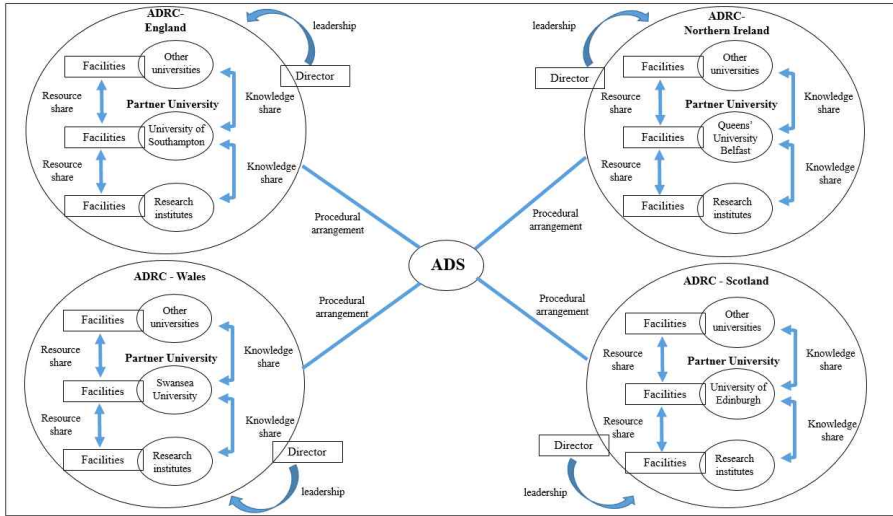 ADRC-
England
leadership
Director
Other
universities
Facilities
Resource
share
Knowledge
share
Partner University
Facilities
University of
Southampton
Resource
share
Knowledge
share
Facilities
Research
institutes
Procedural
arrangement
ADRC-
Northern Ireland
leadership
Director
Other
universities
Facilities
Resource
share
Knowledge
share
Partner University
Facilities
Queens'
University
Belfast
Resource
share
Knowledge
share
Facilities
Research
institutes
Procedural
arrangement
ADS
ADRC - Wales
Procedural
arrangement
Other
universities
Facilities
Resource
share
Knowledge
share
Partner University
Facilities
Swansea
University
Resource
share
Knowledge
share
Facilities
Research
institutes
Director
leadership
ADRC - Scotland
Procedural
arrangement
Other
universities
Facilities
Resource
share
Knowledge
share
Partner University
Facilities
University of
Edinburgh
Resource
share
Knowledge
share
Facilities
Research
institutes
Director
leadership